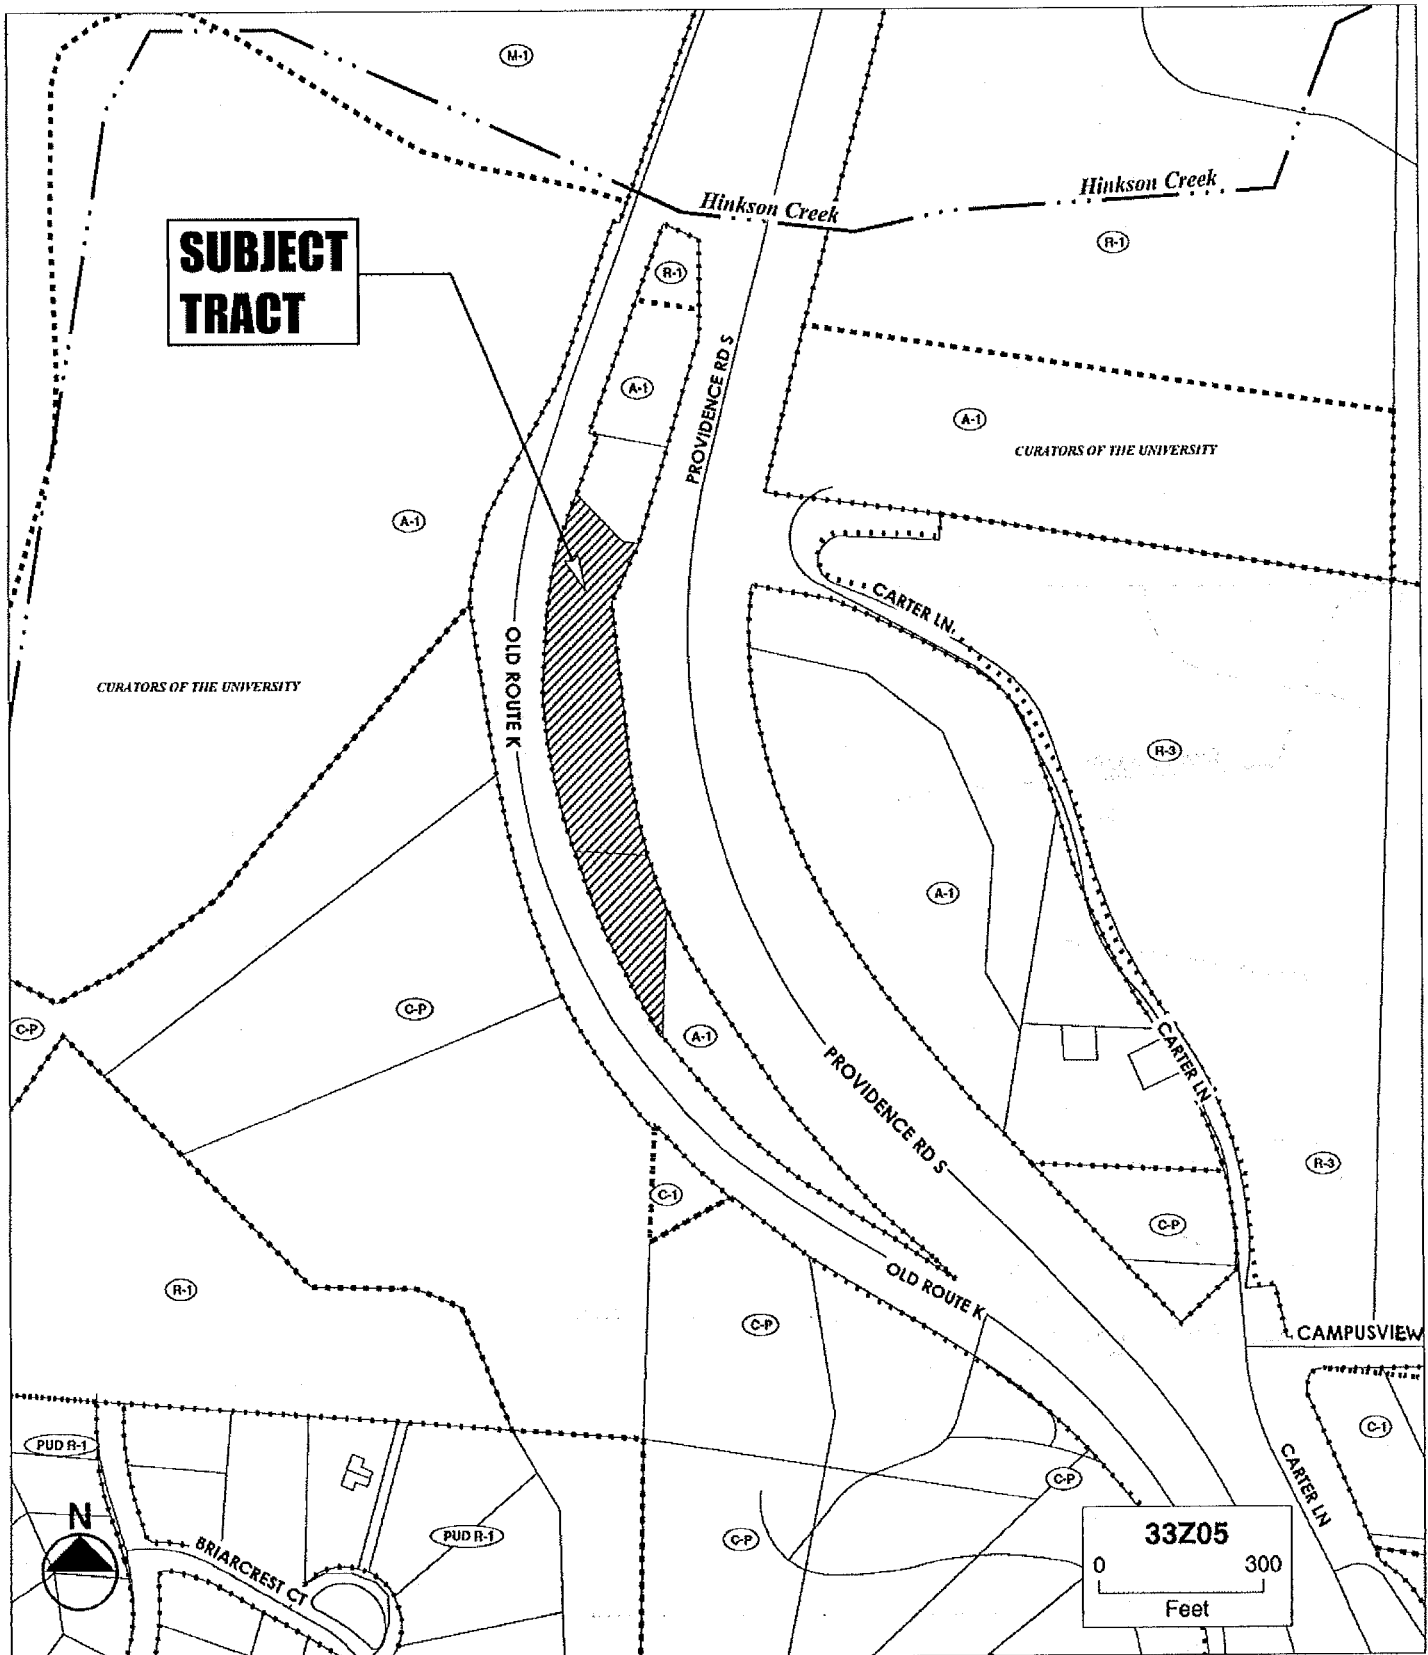 M-1
Hinkson Creek
Hinkson Creek
R-1
SUBJECT
TRACT
R-1
A-1
PROVIDENCE RD S
A-1
CURATORS OF THE UNIVERSITY
A-1
CARTER LN.
OLD ROUTE K
CURATORS OF THE UNIVERSITY
R-3
A-1
C-P
C-P
A-1
CARTER LN
PROVIDENCE RD S
R-3
C-1
C-P
R-1
OLD ROUTE K
C-P
CAMPUSVIEW
PUD R-1
C-1
CARTER LN
C-P
N
PUD R-1
C-P
BRIARCREST CT
33Z05
0 300
Feet